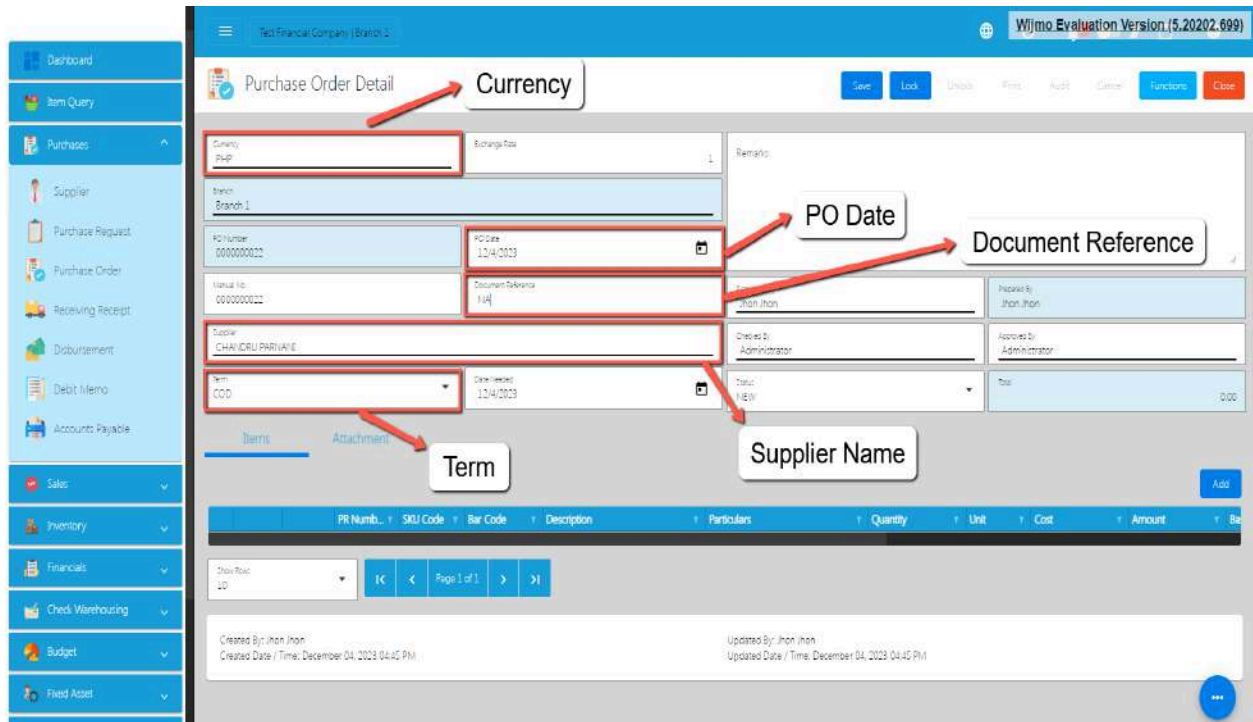 Test Financial Company | Branch 1
Wijmo Evaluation Version (5.20202.699)
Dashboard
Item Query
Purchases
Supplier
Purchase Request
Purchase Order
Receiving Receipt
Disbursement
Debit Memo
Accounts Payable
Sales
Inventory
Financials
Check Warehousing
Budget
Fixed Asset
Purchase Order Detail
Currency
Save
Lock
Unlock
Print
Audit
Cancel
Functions
Close
Currency
PHP
Exchange Rate
1
Remarks
Branch
Branch 1
PO Date
PO Number
0000000022
PO Date
12/4/2023
Document Reference
Manual No.
0000000022
Document Reference
NA
Jhon Jhon
Prepared By
Jhon Jhon
Supplier
CHANDRU PARNANI
Checked By
Administrator
Approved By
Administrator
Term
COD
Date Needed
12/4/2023
Status
NEW
Total
0.00
Items
Attachment
Term
Supplier Name
Add
PR Numb...
SKU Code
Bar Code
Description
Particulars
Quantity
Unit
Cost
Amount
Ba
Show Rows
10
Page 1 of 1
Created By: Jhon Jhon
Created Date / Time: December 04, 2023 04:45 PM
Updated By: Jhon Jhon
Updated Date / Time: December 04, 2023 04:45 PM